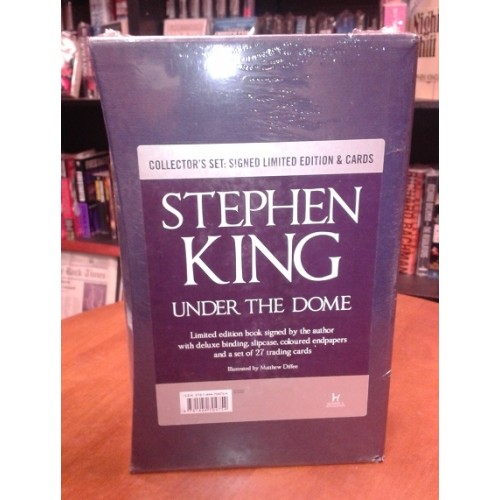 COLLECTOR'S SET: SIGNED LIMITED EDITION & CARDS
STEPHEN
KING
UNDER THE DOME
Limited edition book signed by the author
with deluxe binding, slipcase, coloured endpapers
and a set of 27 trading cards
Illustrated by Matthew Diffee